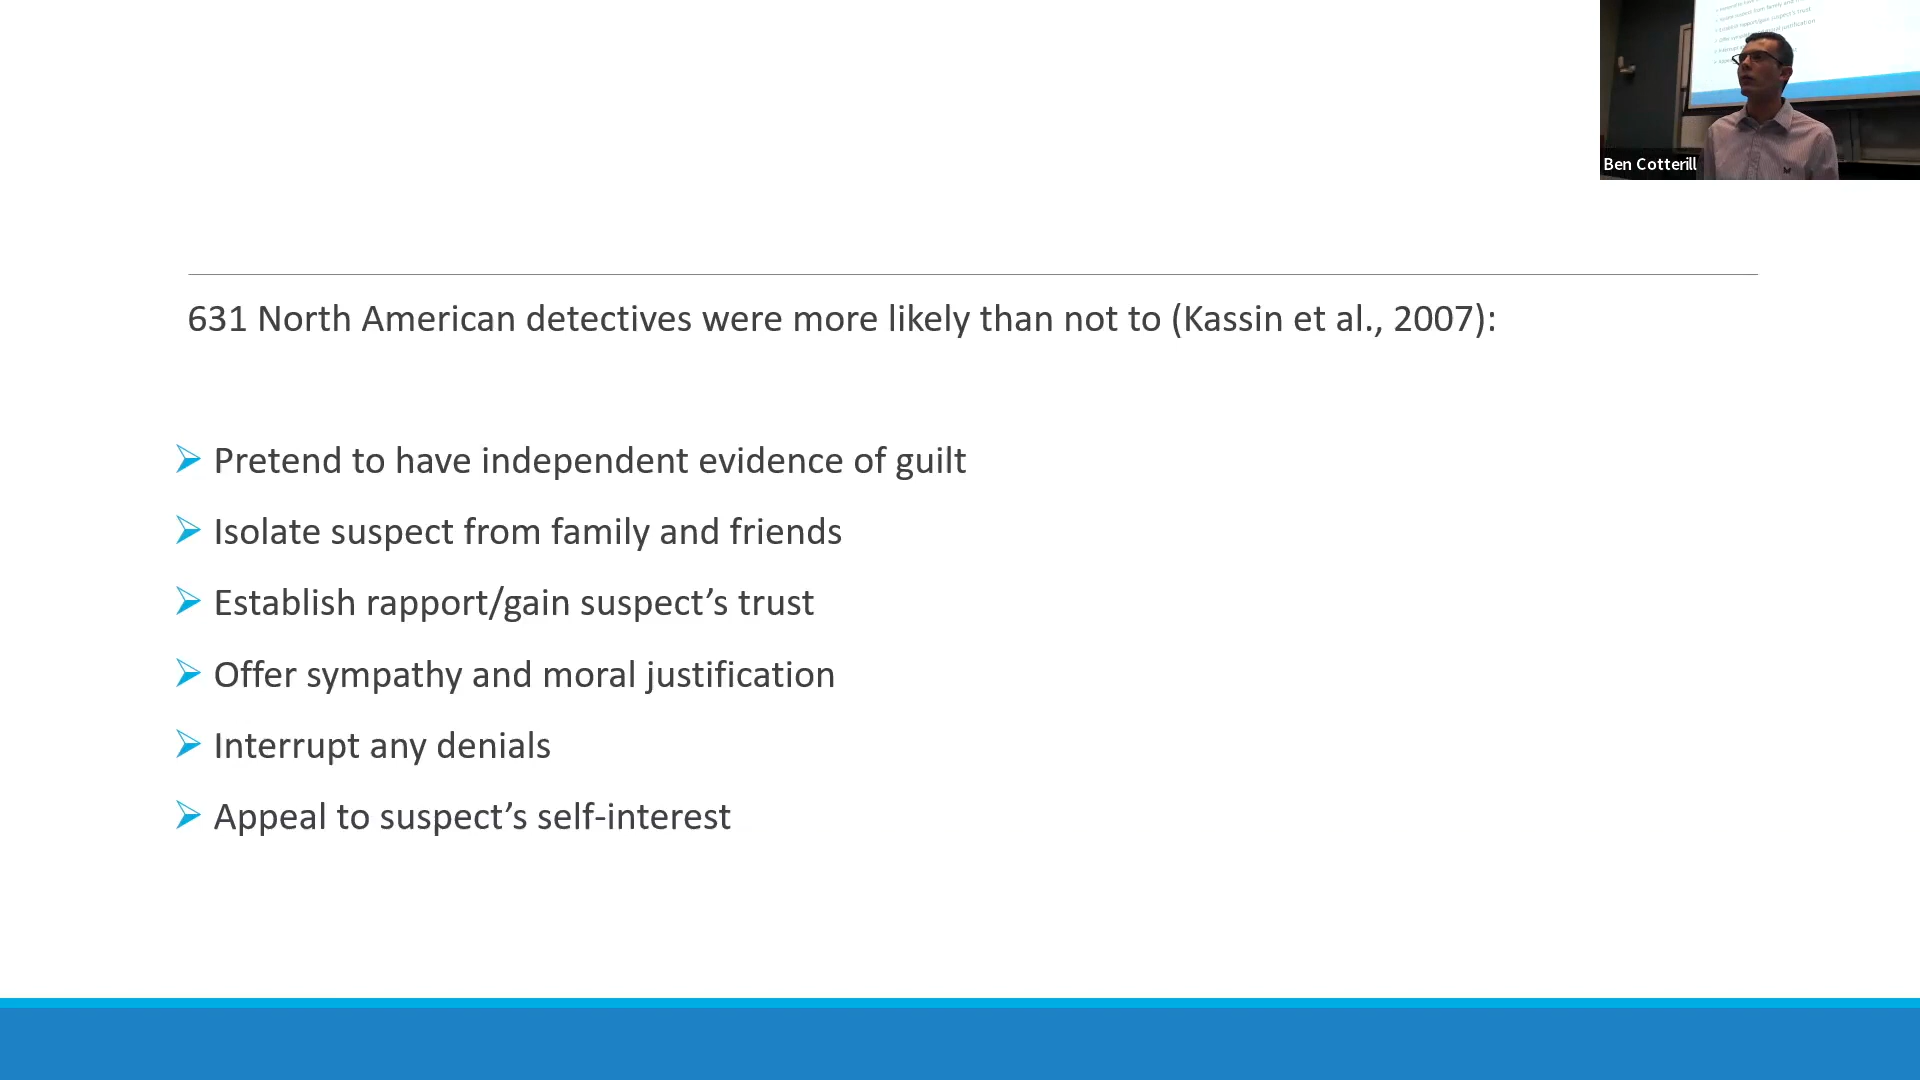 Ben Cotterill
631 North American detectives were more likely than not to (Kassin et al., 2007):
Pretend to have independent evidence of guilt
Isolate suspect from family and friends
Establish rapport/gain suspect’s trust
Offer sympathy and moral justification
Interrupt any denials
Appeal to suspect’s self-interest